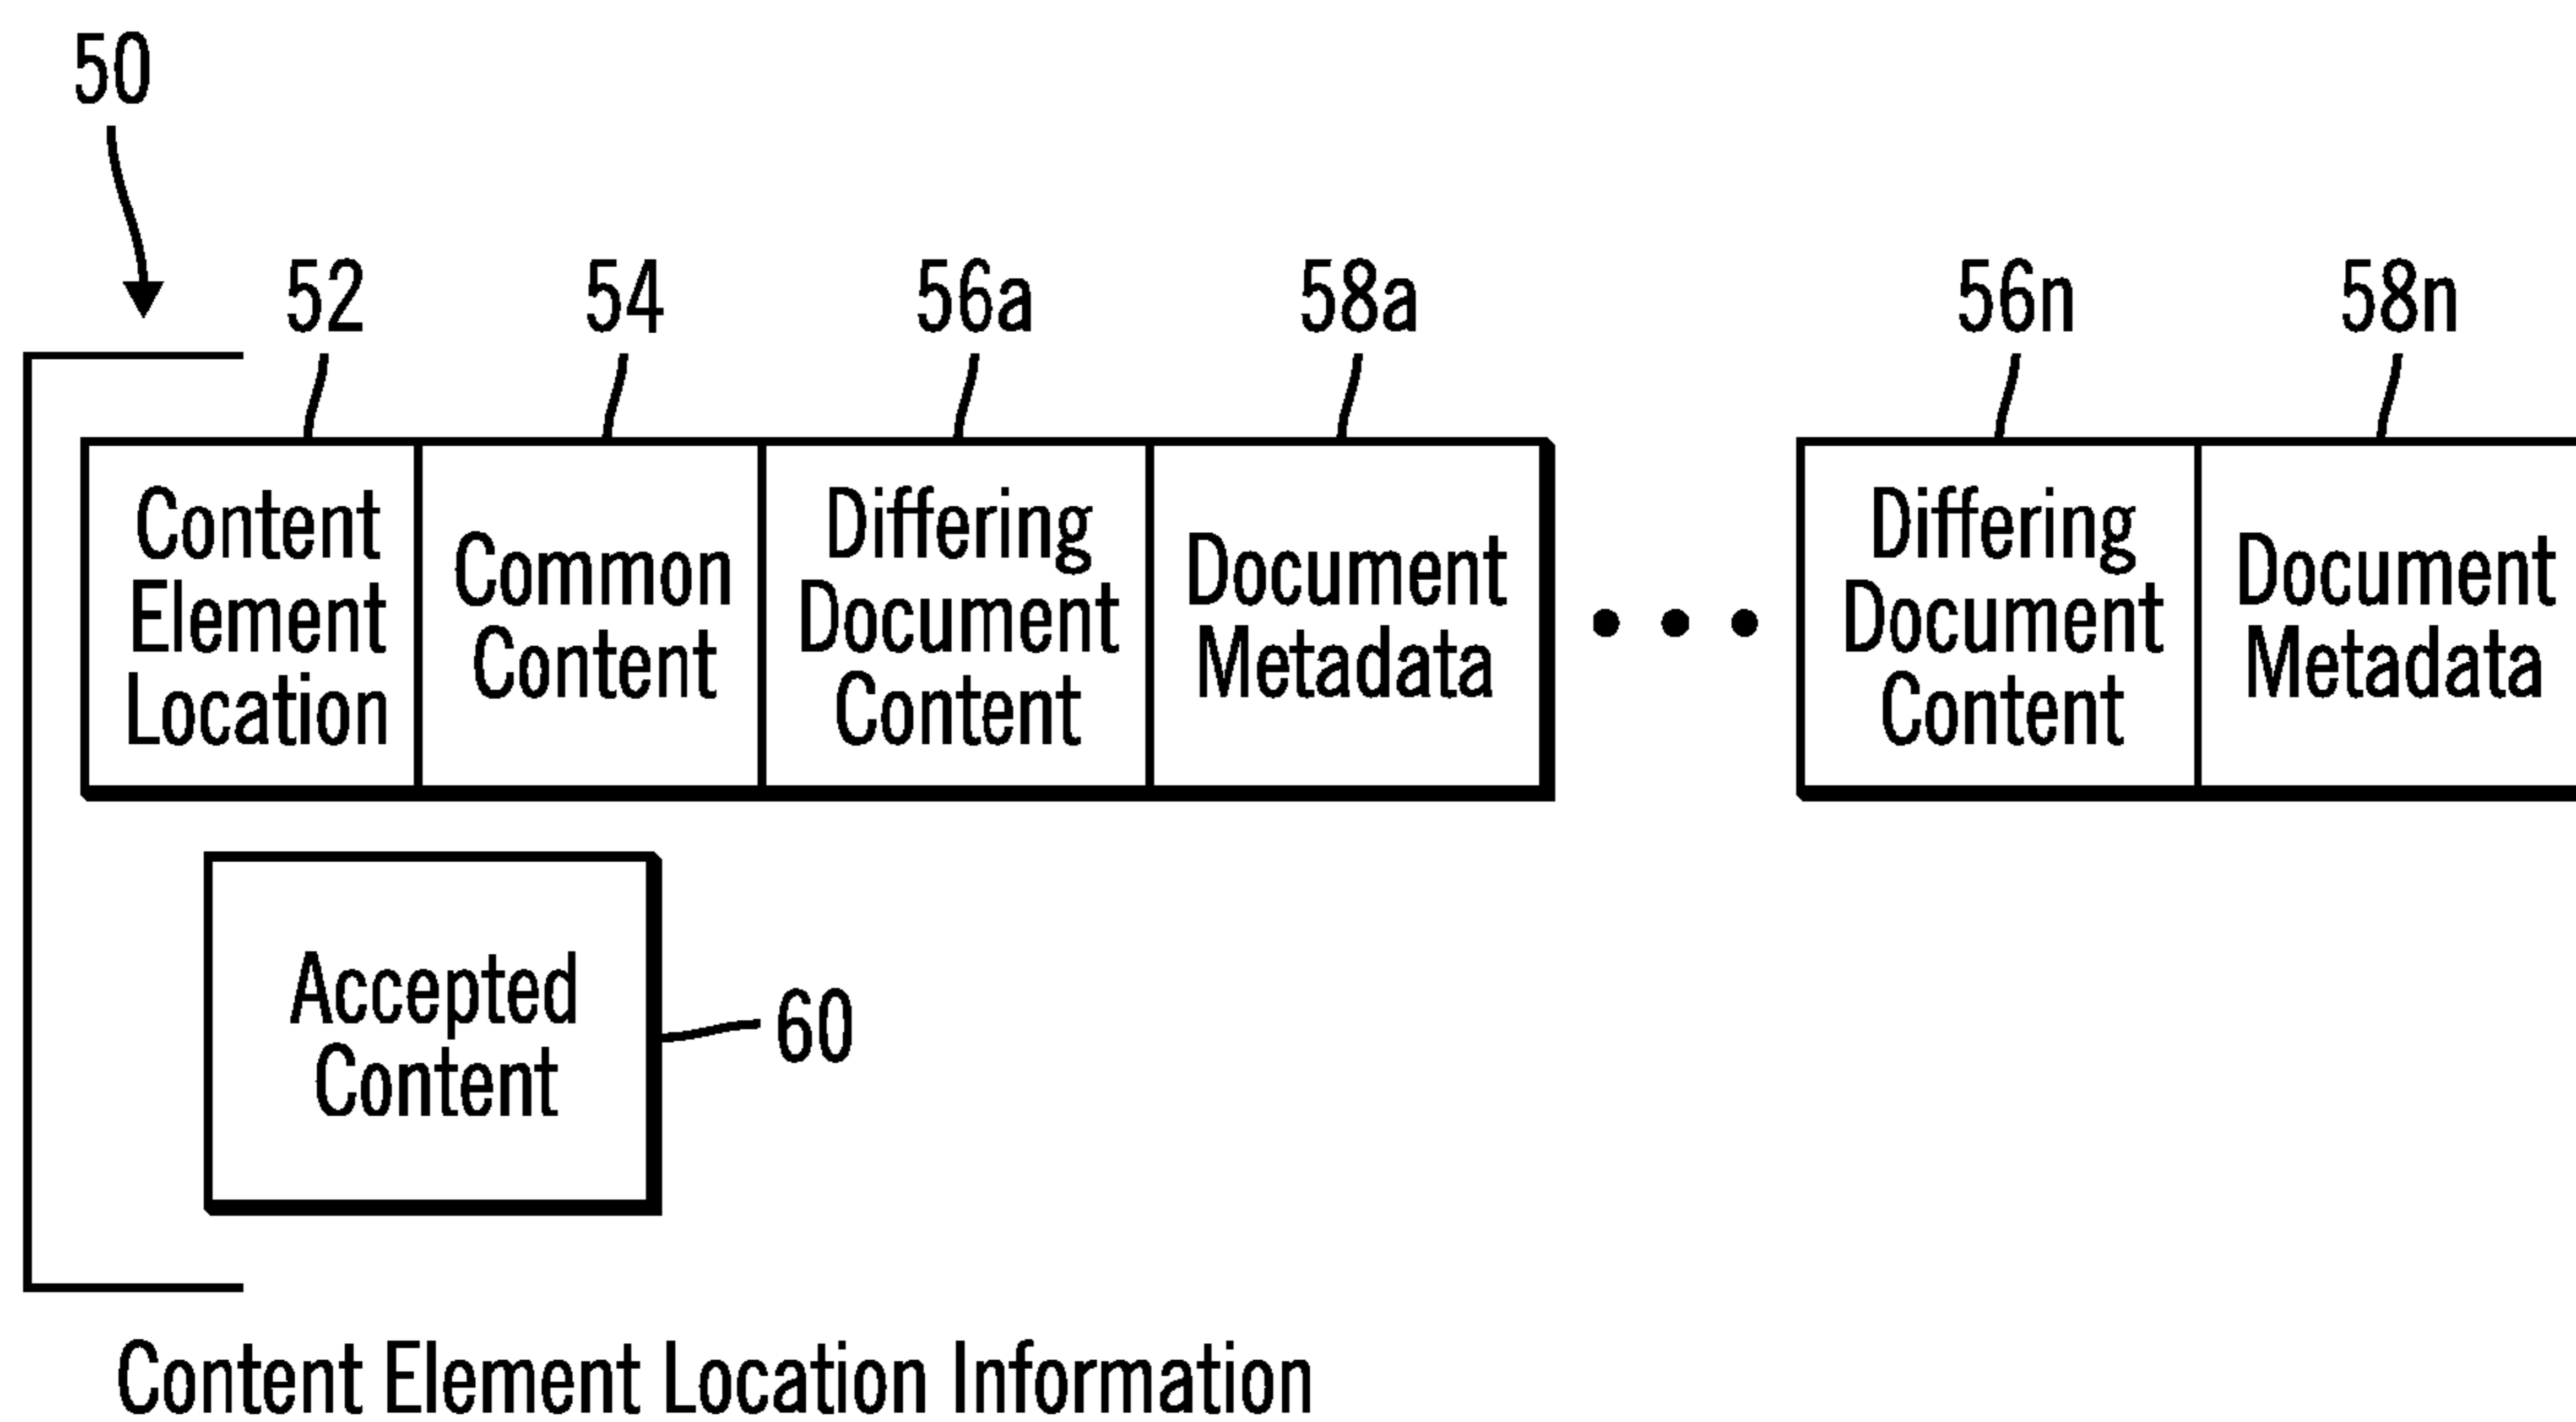 50
52
54
56a
58a
56n
58n
Content
Element
Location
Common
Content
Differing
Document
Content
Document
Metadata
Differing
Document
Content
Document
Metadata
Accepted
Content
60
Content Element Location Information